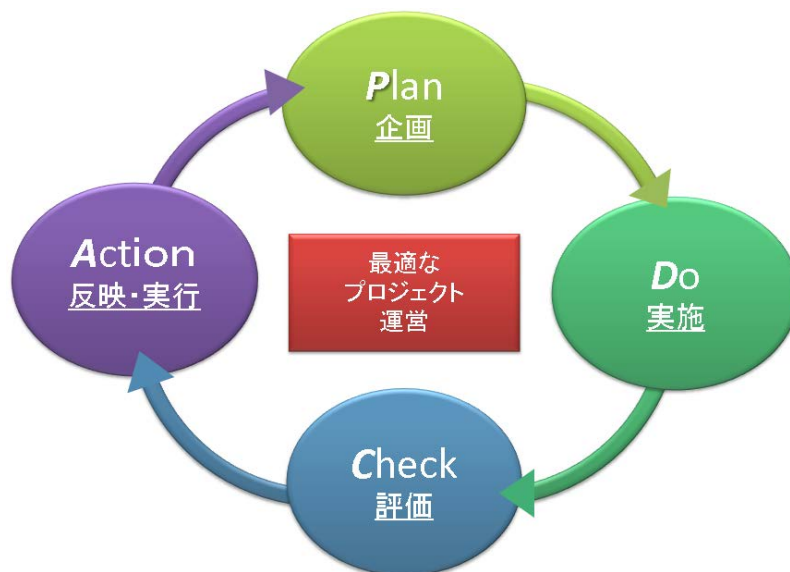 Plan
企画
Do
実施
Check
評価
Action
反映・実行
最適な
プロジェクト
運営